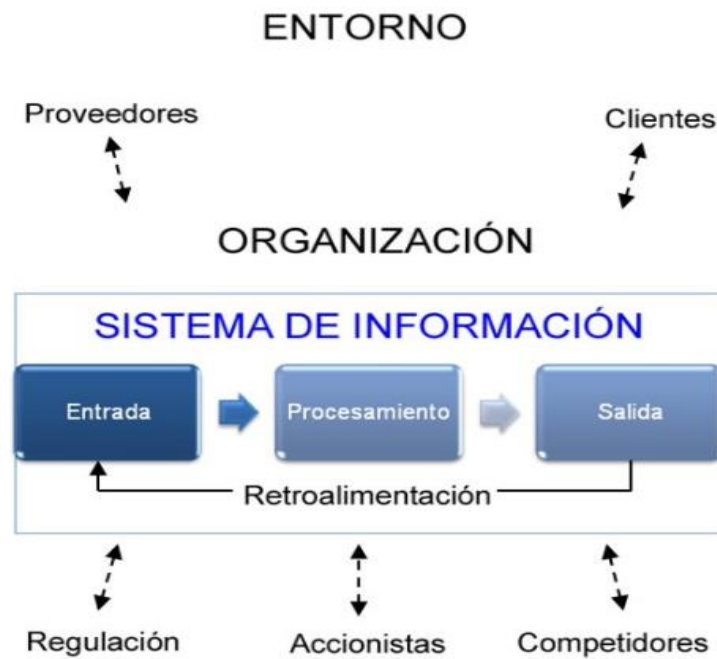 ENTORNO
Proveedores
Clientes
ORGANIZACIÓN
SISTEMA DE INFORMACIÓN
Entrada
Procesamiento
Salida
Retroalimentación
Regulación
Accionistas
Competidores